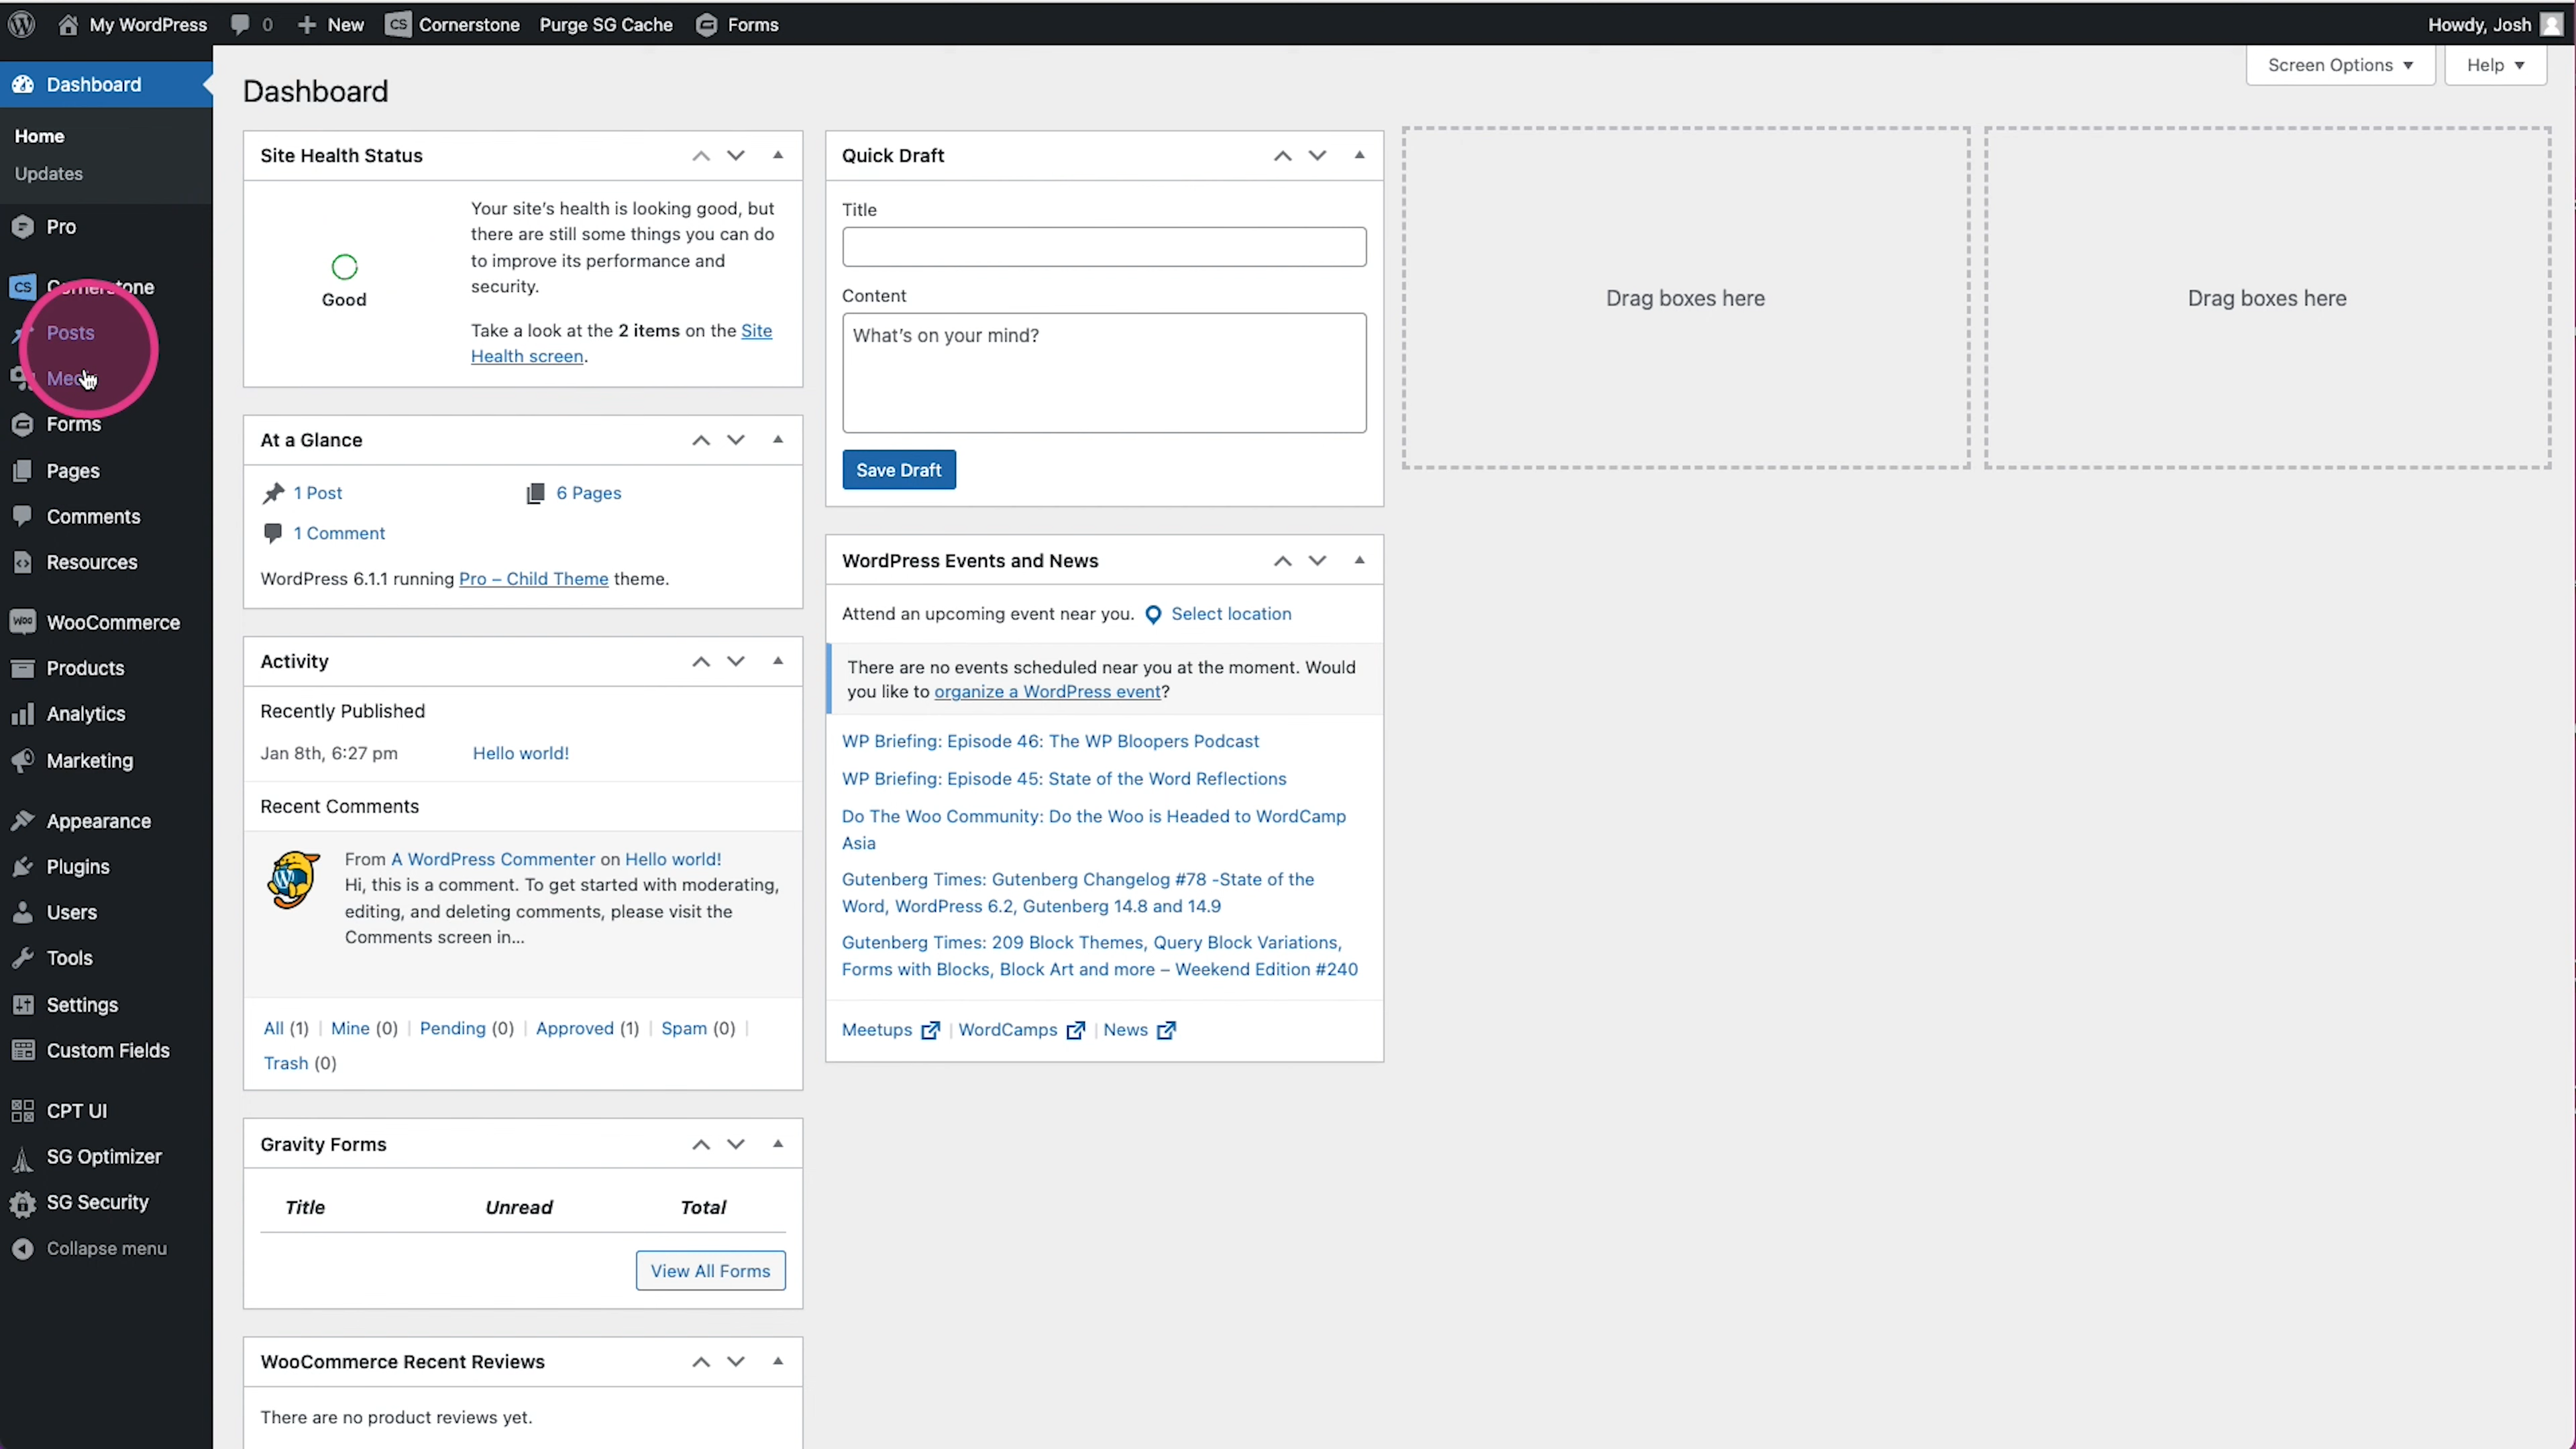 My WordPress 0 New CS Cornerstone Purge SG Cache Forms Howdy, Josh
Screen Options Help
Dashboard
Home
Updates
Pro
CS Cornerstone
Posts
Forms
Pages
Comments
Resources
WOO WooCommerce
Products
Analytics
Marketing
Appearance
Plugins
Users
Tools
Settings
Custom Fields
CPT UI
SG Optimizer
SG Security
Collapse menu
Dashboard
Site Health Status
Good
Your site's health is looking good, but
there are still some things you can do
to improve its performance and
security.
Take a look at the 2 items on the Site
Health screen.
At a Glance
1 Post 6 Pages
1 Comment
WordPress 6.1.1 running Pro – Child Theme theme.
Activity
Recently Published
Jan 8th, 6:27 pm Hello world!
Recent Comments
From A WordPress Commenter on Hello world!
Hi, this is a comment. To get started with moderating,
editing, and deleting comments, please visit the
Comments screen in…
All (1) | Mine (0) | Pending (0) | Approved (1) | Spam (0) |
Trash (0)
Gravity Forms
Title Unread Total
View All Forms
WooCommerce Recent Reviews
There are no product reviews yet.
Quick Draft
Title
Content
What's on your mind?
Save Draft
WordPress Events and News
Attend an upcoming event near you. Select location
There are no events scheduled near you at the moment. Would
you like to organize a WordPress event?
WP Briefing: Episode 46: The WP Bloopers Podcast
WP Briefing: Episode 45: State of the Word Reflections
Do The Woo Community: Do the Woo is Headed to WordCamp
Asia
Gutenberg Times: Gutenberg Changelog #78 -State of the
Word, WordPress 6.2, Gutenberg 14.8 and 14.9
Gutenberg Times: 209 Block Themes, Query Block Variations,
Forms with Blocks, Block Art and more – Weekend Edition #240
Meetups | WordCamps | News
Drag boxes here
Drag boxes here